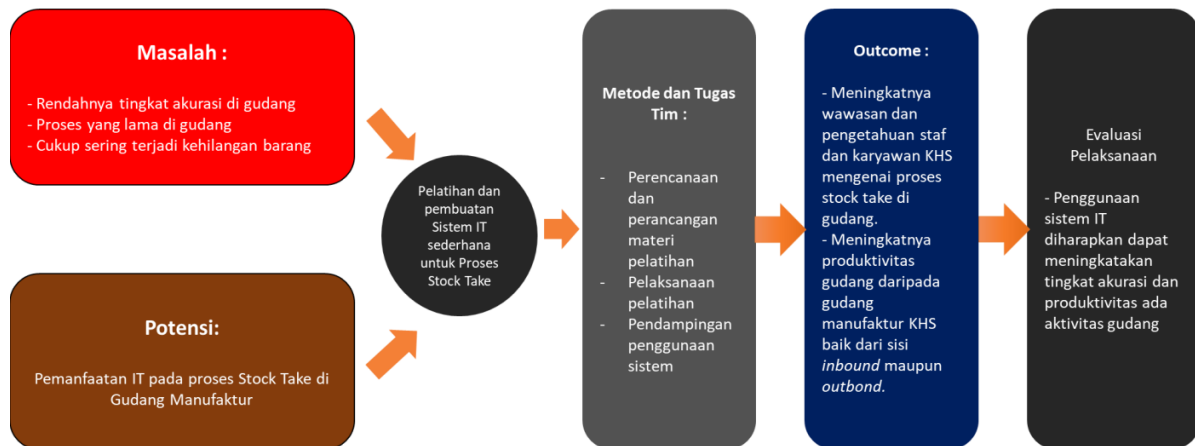 Masalah :
- Rendahnya tingkat akurasi di gudang
- Proses yang lama di gudang
- Cukup sering terjadi kehilangan barang
Potensi:
Pemanfaatan IT pada proses Stock Take di
Gudang Manufaktur
Pelatihan dan
pembuatan
Sistem IT
sederhana
untuk Proses
Stock Take
Metode dan Tugas
Tim :
- Perencanaan
dan
perancangan
materi
pelatihan
- Pelaksanaan
pelatihan
- Pendampingan
penggunaan
sistem
Outcome :
- Meningkatnya
wawasan dan
pengetahuan staf
dan karyawan KHS
mengenai proses
stock take di
gudang.
- Meningkatnya
produktivitas
gudang daripada
gudang
manufaktur KHS
baik dari sisi
inbound maupun
outbond.
Evaluasi
Pelaksanaan
- Penggunaan
sistem IT
diharapkan dapat
meningkatakan
tingkat akurasi dan
produktivitas ada
aktivitas gudang